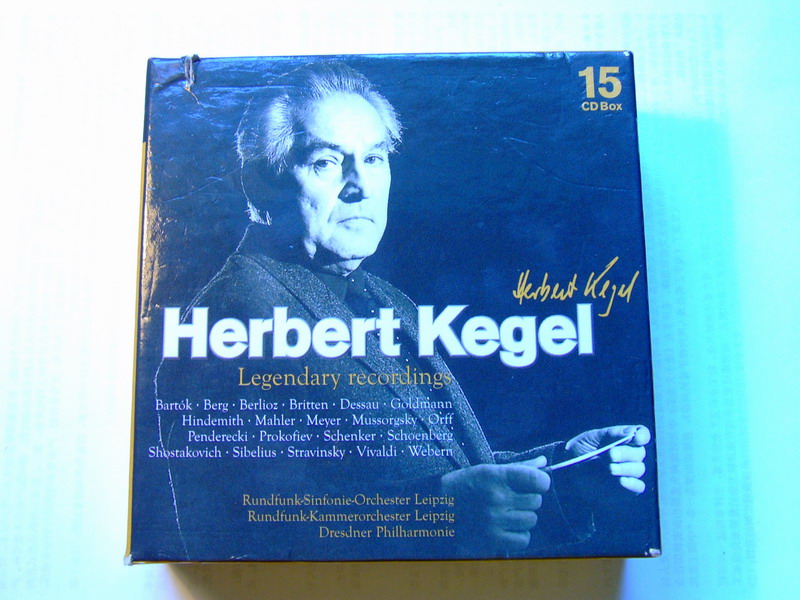 15
CD Box
Herbert Kegel
Herbert Kegel
Legendary recordings
Bartók · Berg · Berlioz · Britten · Dessau · Goldmann
Hindemith · Mahler · Meyer · Mussorgsky · Orff
Penderecki · Prokofiev · Schenker · Schoenberg
Shostakovich · Sibelius · Stravinsky · Vivaldi · Webern
Rundfunk-Sinfonie-Orchester Leipzig
Rundfunk-Kammerorchester Leipzig
Dresdner Philharmonie